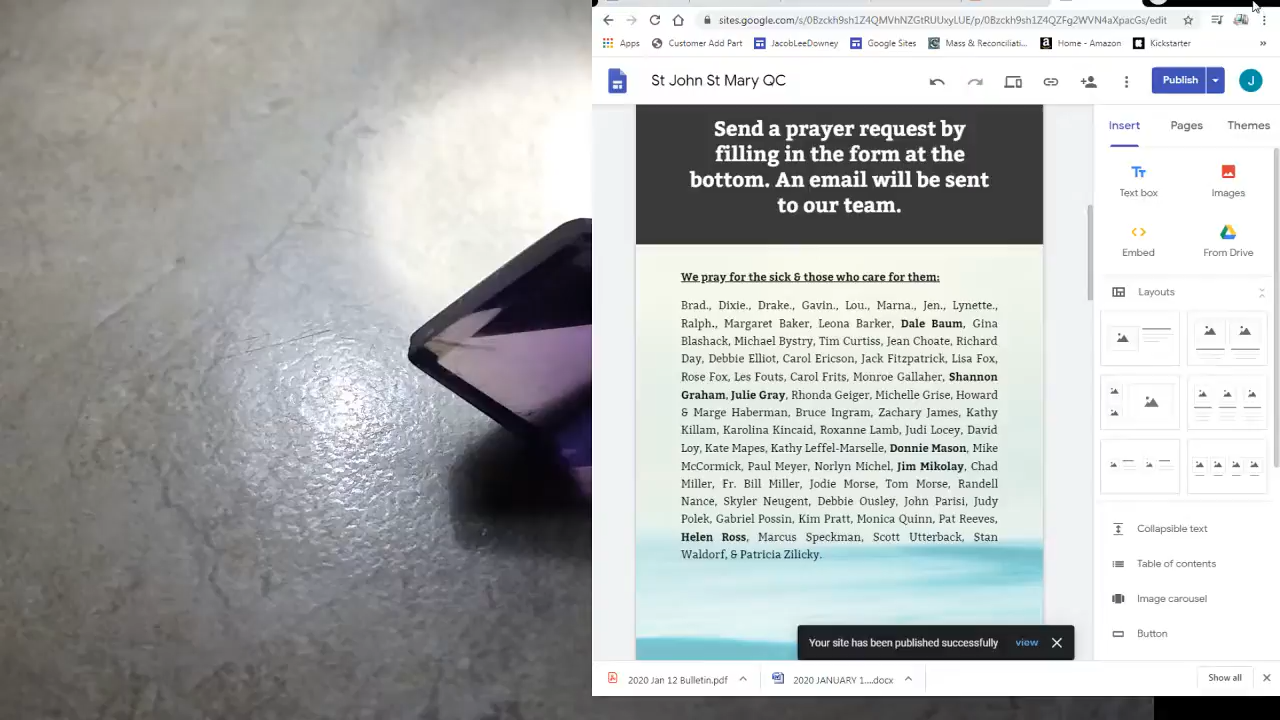 sites.google.com/s/0Bzckh9sh1Z4QMVhNZGtRUUxyLUE/p/0Bzckh9sh1Z4QZFg2WVN4aXpacGs/edit
Apps Customer Add Part JacobLeeDowney Google Sites Mass & Reconciliati... Home - Amazon Kickstarter »
St John St Mary QC Publish J
Insert Pages Themes
Send a prayer request by
filling in the form at the
bottom. An email will be sent
to our team.
We pray for the sick & those who care for them:
Brad., Dixie., Drake., Gavin., Lou., Marna., Jen., Lynette.,
Ralph., Margaret Baker, Leona Barker, Dale Baum, Gina
Blashack, Michael Bystry, Tim Curtiss, Jean Choate, Richard
Day, Debbie Elliot, Carol Ericson, Jack Fitzpatrick, Lisa Fox,
Rose Fox, Les Fouts, Carol Frits, Monroe Gallaher, Shannon
Graham, Julie Gray, Rhonda Geiger, Michelle Grise, Howard
& Marge Haberman, Bruce Ingram, Zachary James, Kathy
Killam, Karolina Kincaid, Roxanne Lamb, Judi Locey, David
Loy, Kate Mapes, Kathy Leffel-Marselle, Donnie Mason, Mike
McCormick, Paul Meyer, Norlyn Michel, Jim Mikolay, Chad
Miller, Fr. Bill Miller, Jodie Morse, Tom Morse, Randell
Nance, Skyler Neugent, Debbie Ousley, John Parisi, Judy
Polek, Gabriel Possin, Kim Pratt, Monica Quinn, Pat Reeves,
Helen Ross, Marcus Speckman, Scott Utterback, Stan
Waldorf, & Patricia Zilicky.
Text box Images
Embed From Drive
Layouts
Collapsible text
Table of contents
Image carousel
Button
Your site has been published successfully view
2020 Jan 12 Bulletin.pdf 2020 JANUARY 1....docx Show all